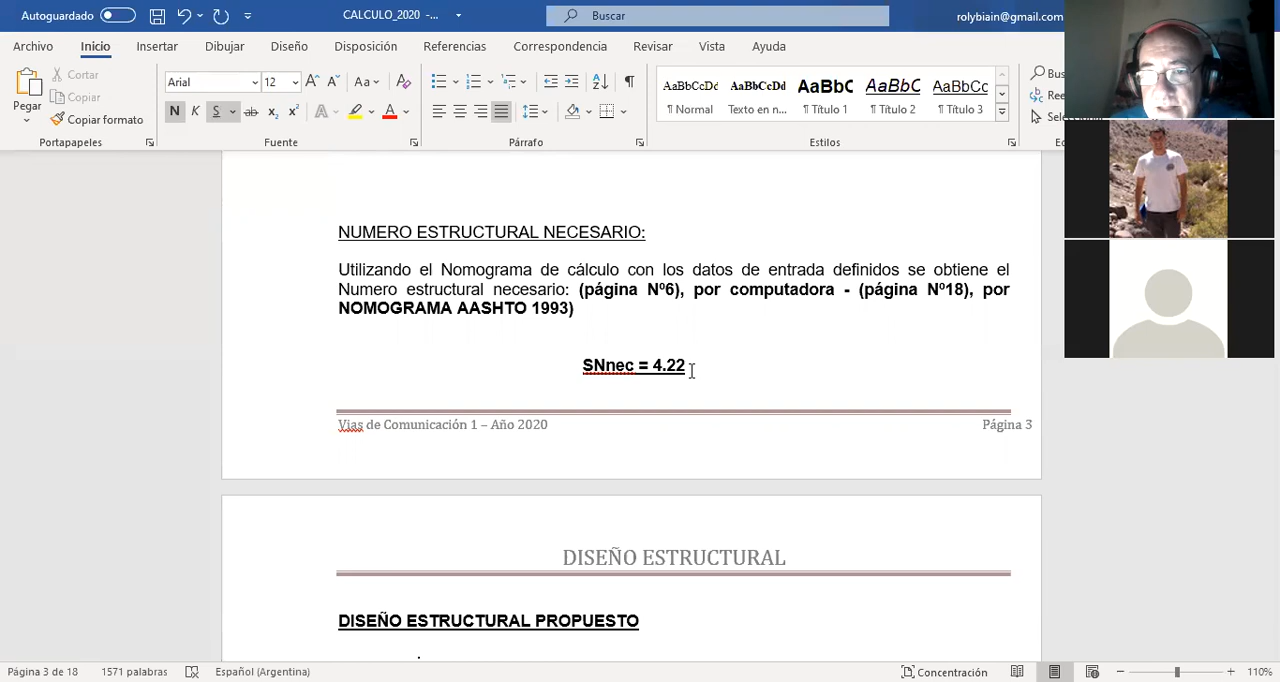 Autoguardado
CALCULO_2020 -...
Buscar
rolybiain@gmail.com
Archivo Inicio Insertar Dibujar Diseño Disposición Referencias Correspondencia Revisar Vista Ayuda
Pegar
Cortar
Copiar
Copiar formato
Portapapeles
Arial 12
Aa
N K S ab x₂ x²
A A
Fuente
Párrafo
AaBbCcDd AaBbCcDd AaBbC AaBbC AaBbCc
¶ Normal Texto en n... ¶ Título 1 ¶ Título 2 ¶ Título 3
Estilos
NUMERO ESTRUCTURAL NECESARIO:
Utilizando el Nomograma de cálculo con los datos de entrada definidos se obtiene el
Numero estructural necesario: (página Nº6), por computadora - (página Nº18), por
NOMOGRAMA AASHTO 1993)
SNnec = 4.22
Vias de Comunicación 1 – Año 2020 Página 3
DISEÑO ESTRUCTURAL
DISEÑO ESTRUCTURAL PROPUESTO
Página 3 de 18 1571 palabras Español (Argentina) Concentración 110%